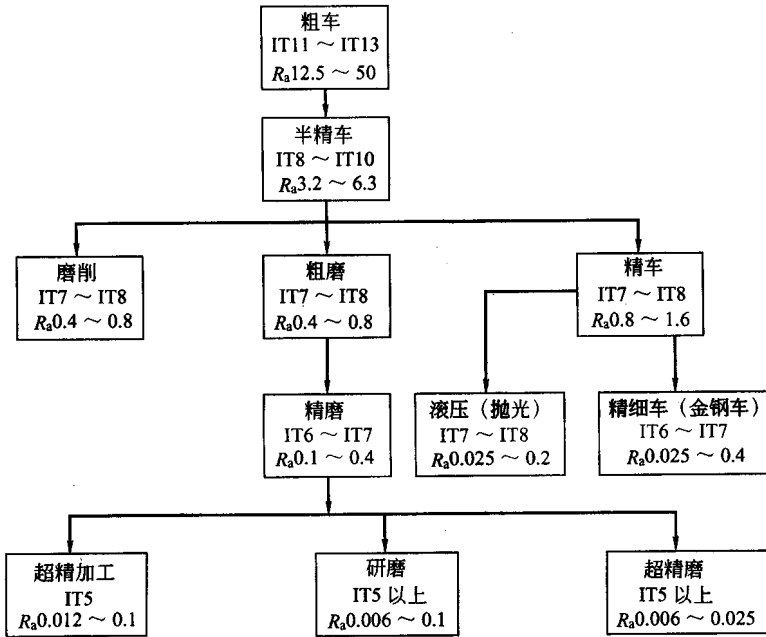 粗车
IT11 ~ IT13
Ra12.5 ~ 50
半精车
IT8 ~ IT10
Ra3.2 ~ 6.3
磨削
IT7 ~ IT8
Ra0.4 ~ 0.8
粗磨
IT7 ~ IT8
Ra0.4 ~ 0.8
精车
IT7 ~ IT8
Ra0.8 ~ 1.6
精磨
IT6 ~ IT7
Ra0.1 ~ 0.4
滚压（抛光）
IT7 ~ IT8
Ra0.025 ~ 0.2
精细车（金钢车）
IT6 ~ IT7
Ra0.025 ~ 0.4
超精加工
IT5
Ra0.012 ~ 0.1
研磨
IT5 以上
Ra0.006 ~ 0.1
超精磨
IT5 以上
Ra0.006 ~ 0.025